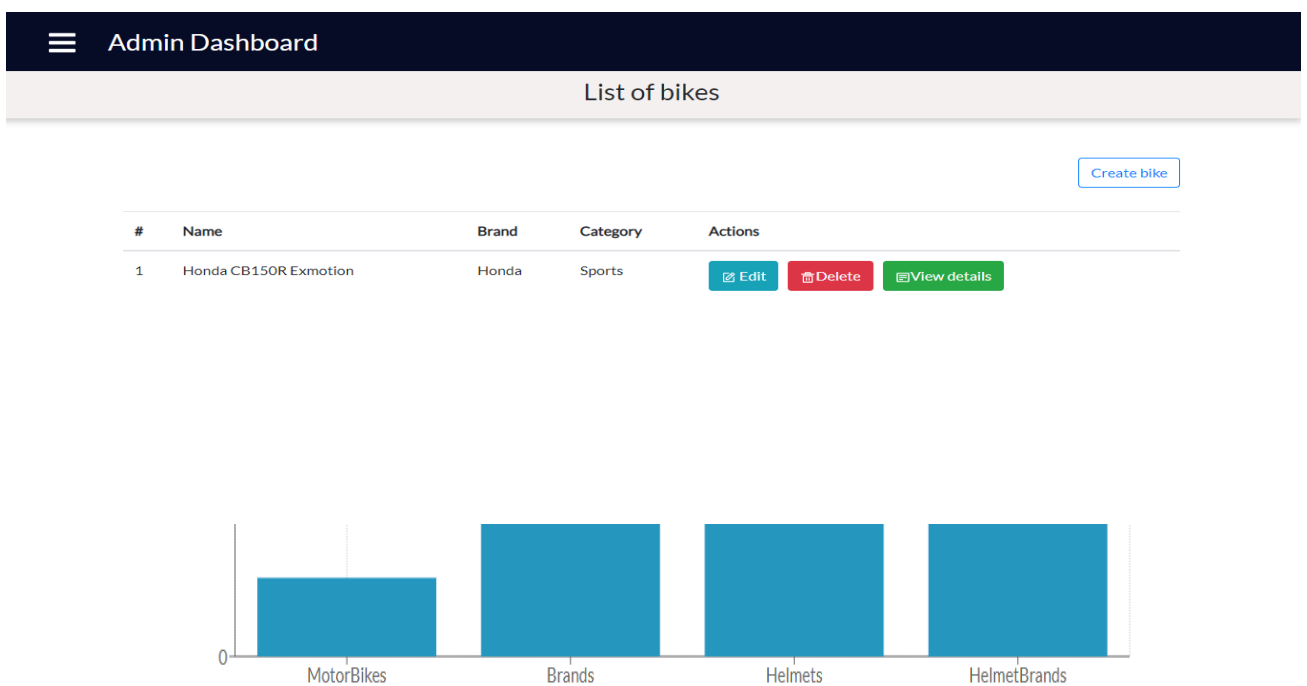 Admin Dashboard
List of bikes
Create bike
# Name Brand Category Actions
1 Honda CB150R Exmotion Honda Sports Edit Delete View details
0
MotorBikes Brands Helmets HelmetBrands